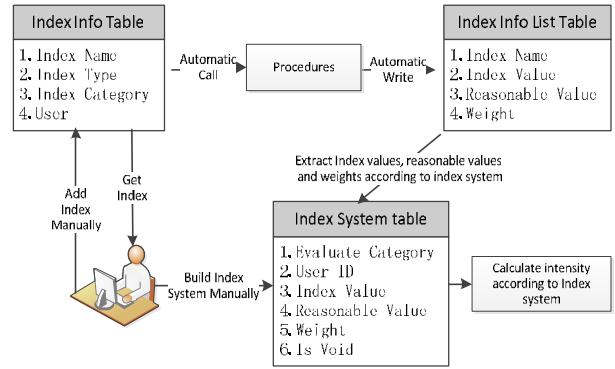 Index Info Table
1. Index Name
2. Index Type
3. Index Category
4. User
Automatic
Call
Procedures
Automatic
Write
Index Info List Table
1. Index Name
2. Index Value
3. Reasonable Value
4. Weight
Extract Index values, reasonable values
and weights according to index system
Add
Index
Manually
Get
Index
Build Index
System Manually
Index System table
1. Evaluate Category
2. User ID
3. Index Value
4. Reasonable Value
5. Weight
6. Is Void
Calculate intensity
according to Index
system